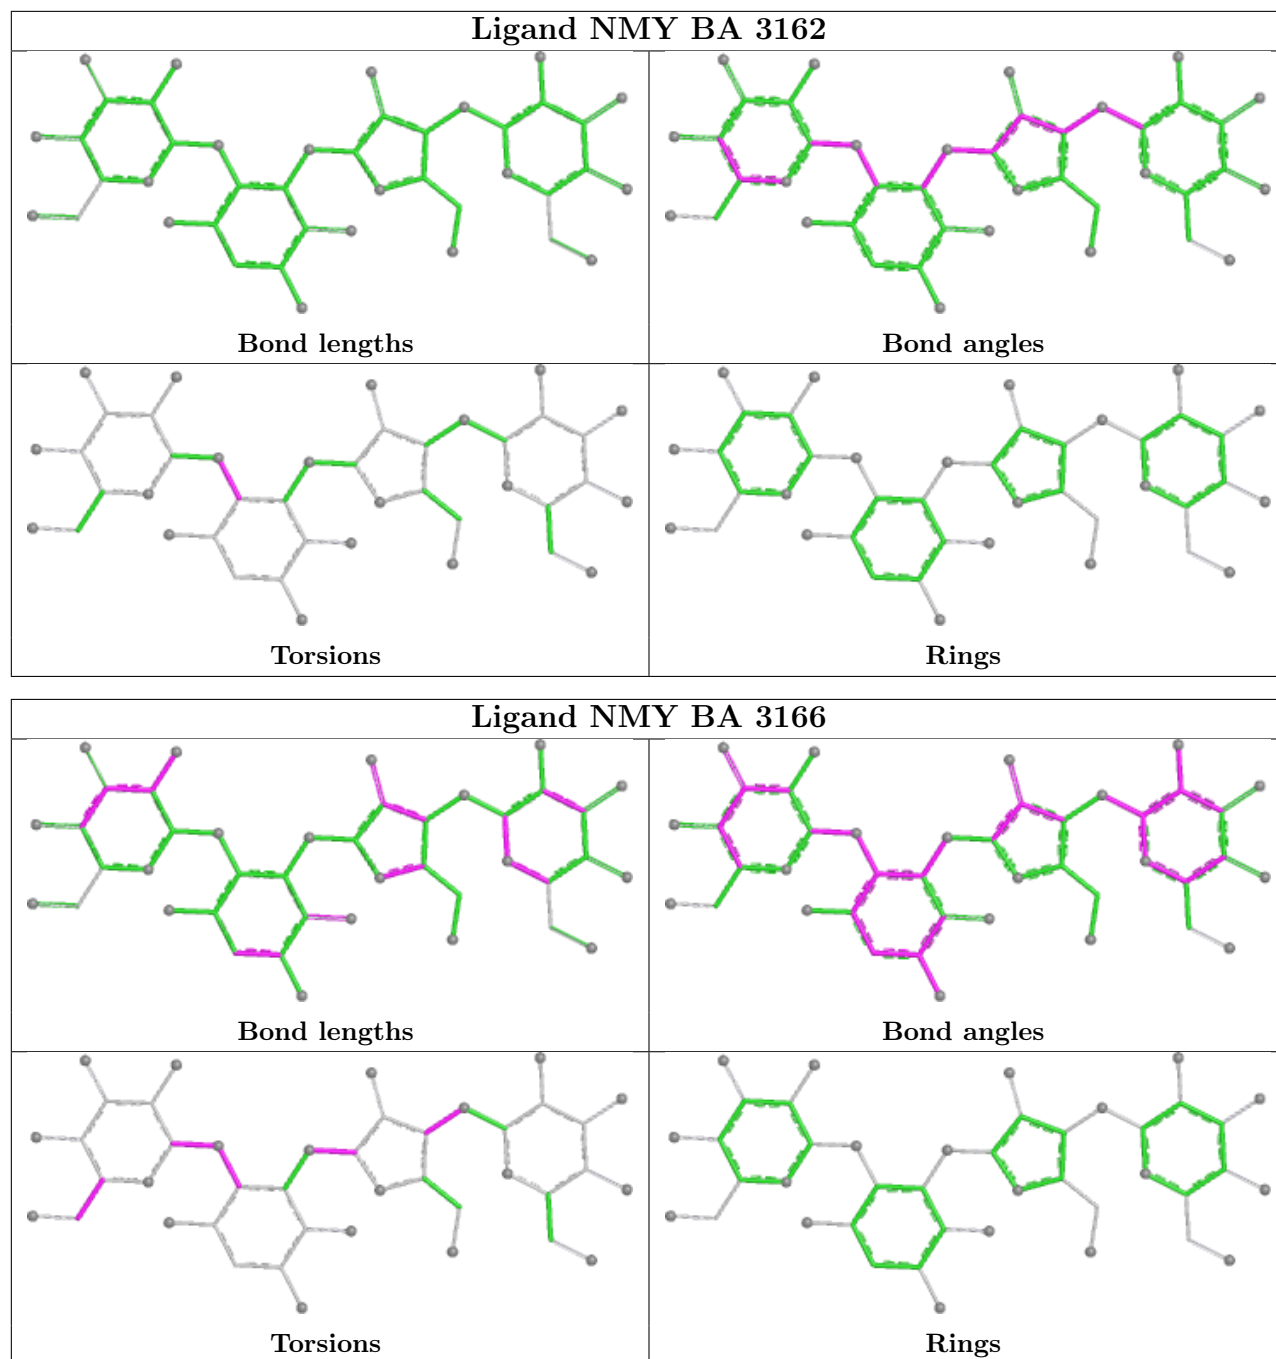 Ligand NMY BA 3162
Bond lengths
Bond angles
Torsions
Rings
Ligand NMY BA 3166
Bond lengths
Bond angles
Torsions
Rings